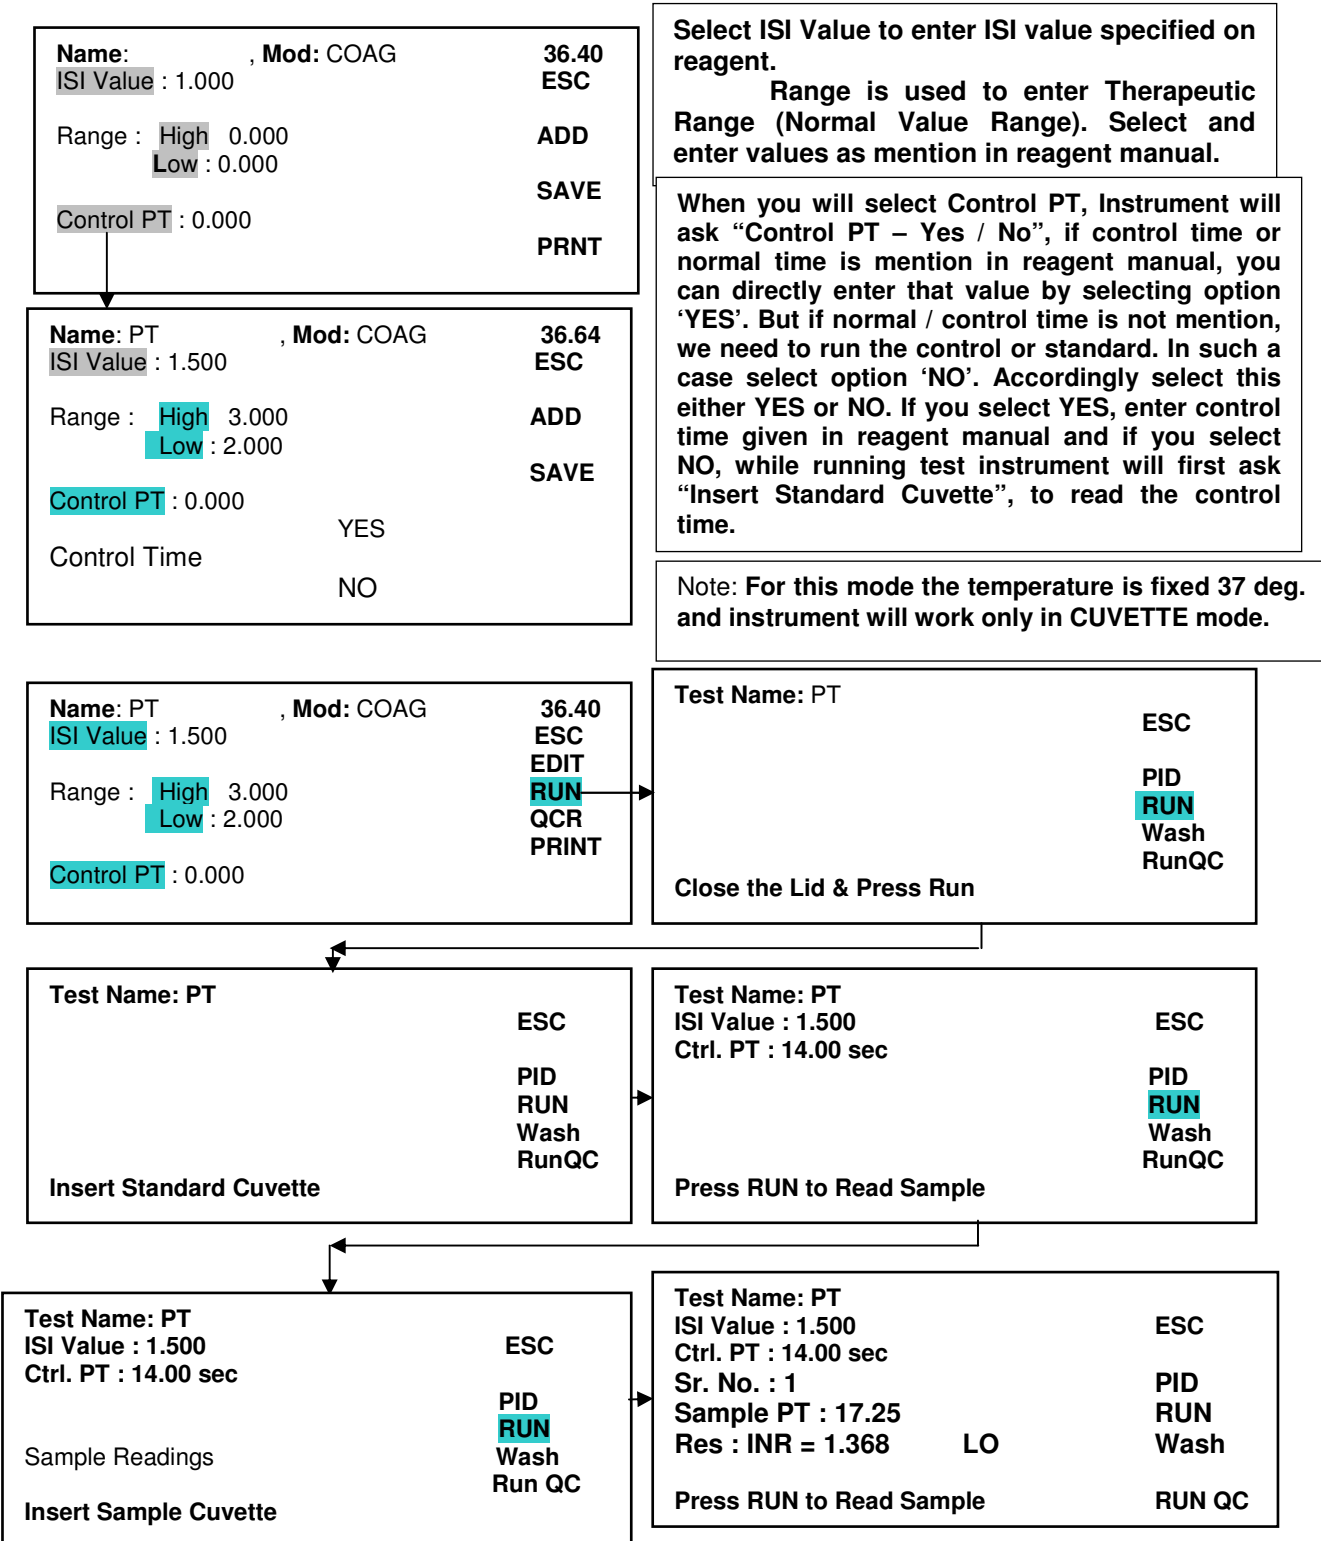 Name: , Mod: COAG 36.40
ISI Value : 1.000 ESC
Range : High 0.000 ADD
Low : 0.000
SAVE
Control PT : 0.000
PRNT
Select ISI Value to enter ISI value specified on
reagent.
Range is used to enter Therapeutic
Range (Normal Value Range). Select and
enter values as mention in reagent manual.
When you will select Control PT, Instrument will
ask “Control PT – Yes / No”, if control time or
normal time is mention in reagent manual, you
can directly enter that value by selecting option
‘YES’. But if normal / control time is not mention,
we need to run the control or standard. In such a
case select option ‘NO’. Accordingly select this
either YES or NO. If you select YES, enter control
time given in reagent manual and if you select
NO, while running test instrument will first ask
“Insert Standard Cuvette”, to read the control
time.
Name: PT , Mod: COAG 36.64
ISI Value : 1.500 ESC
Range : High 3.000 ADD
Low : 2.000
SAVE
Control PT : 0.000
YES
Control Time
NO
Note: For this mode the temperature is fixed 37 deg.
and instrument will work only in CUVETTE mode.
Name: PT , Mod: COAG 36.40
ISI Value : 1.500 ESC
EDIT
Range : High 3.000 RUN
Low : 2.000 QCR
PRINT
Control PT : 0.000
Test Name: PT
ESC
PID
RUN
Wash
RunQC
Close the Lid & Press Run
Test Name: PT
ESC
PID
RUN
Wash
RunQC
Insert Standard Cuvette
Test Name: PT
ISI Value : 1.500 ESC
Ctrl. PT : 14.00 sec
PID
RUN
Wash
RunQC
Press RUN to Read Sample
Test Name: PT
ISI Value : 1.500 ESC
Ctrl. PT : 14.00 sec
PID
RUN
Sample Readings Wash
Run QC
Insert Sample Cuvette
Test Name: PT
ISI Value : 1.500 ESC
Ctrl. PT : 14.00 sec
Sr. No. : 1 PID
Sample PT : 17.25 RUN
Res : INR = 1.368 LO Wash
Press RUN to Read Sample RUN QC